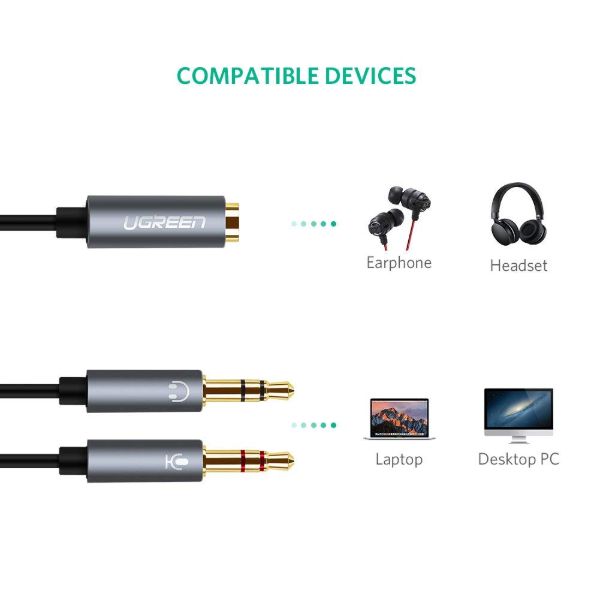 COMPATIBLE DEVICES
UGREEN
Earphone
Headset
Laptop
Desktop PC